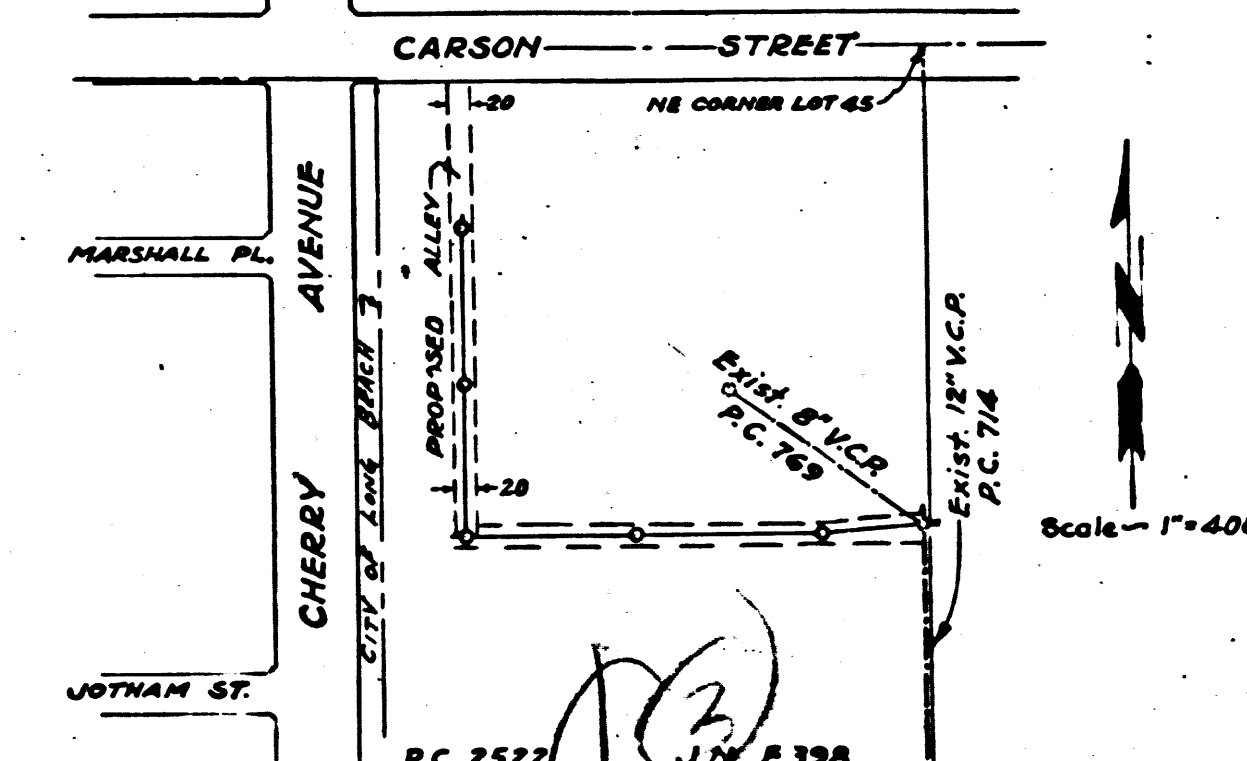 CARSON STREET
NE CORNER LOT 45
20
PROPOSED ALLEY
AVENUE
MARSHALL PL.
CITY OF LONG BEACH
Exist. 8" V.C.P.
P.C. 769
Exist. 12" V.C.P.
P.C. 714
20
Scale 1"=400
CHERRY
JOTHAM ST.
3
P.C. 2522